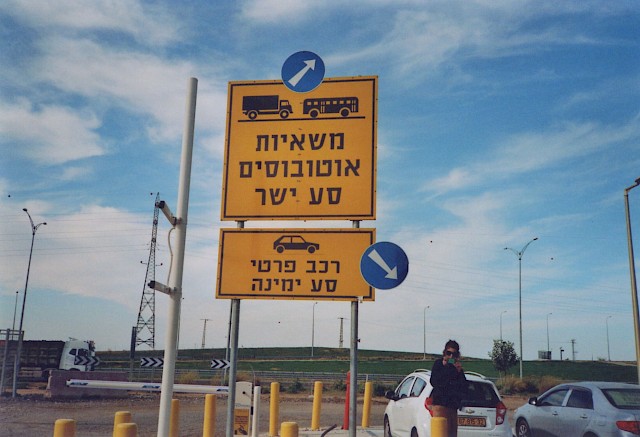 משאיות
אוטובוסים
סע ישר
רכב פרטי
סע ימינה